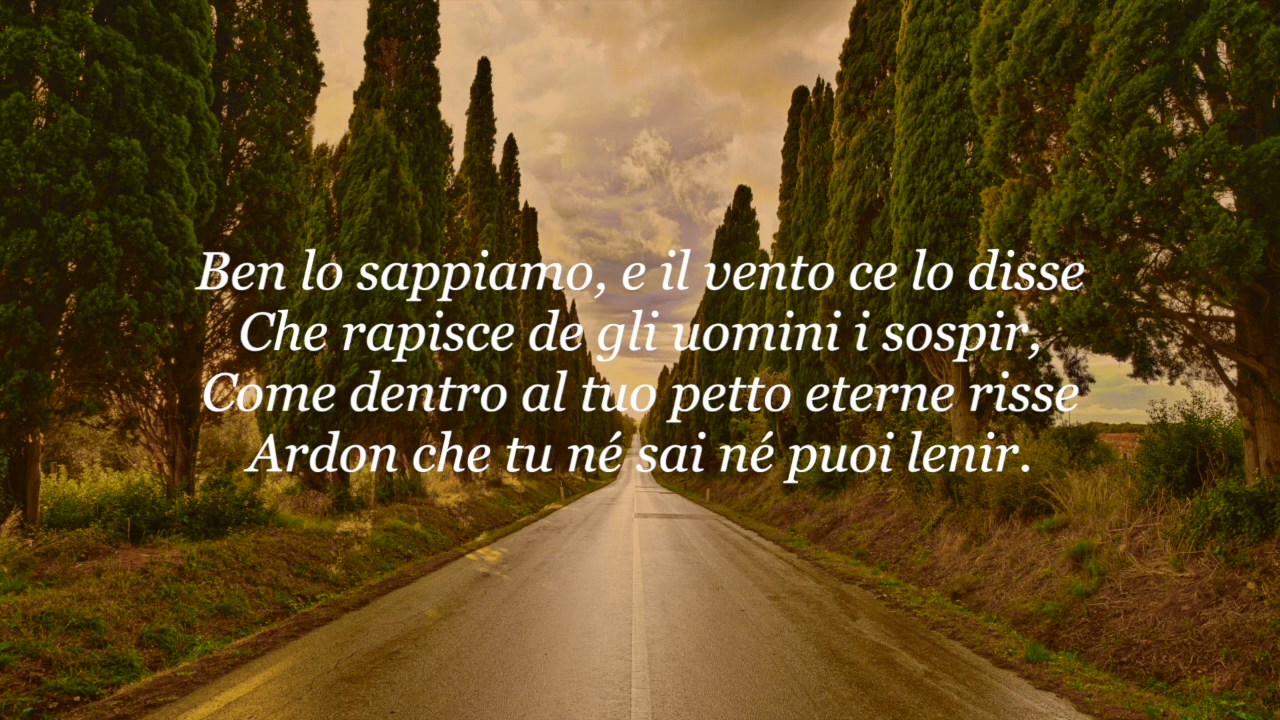 Ben lo sappiamo, e il vento ce lo disse
Che rapisce de gli uomini i sospir,
Come dentro al tuo petto eterne risse
Ardon che tu né sai né puoi lenir.